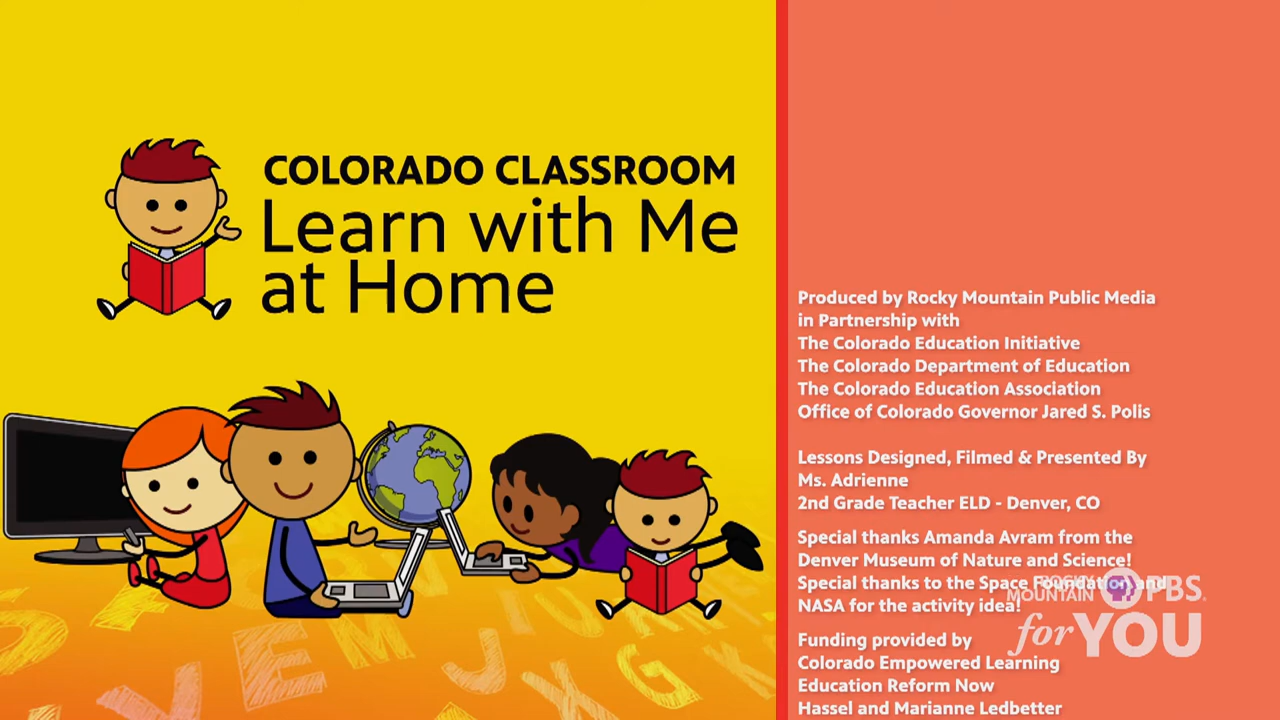 COLORADO CLASSROOM
Learn with Me
at Home
Produced by Rocky Mountain Public Media
in Partnership with
The Colorado Education Initiative
The Colorado Department of Education
The Colorado Education Association
Office of Colorado Governor Jared S. Polis
Lessons Designed, Filmed & Presented By
Ms. Adrienne
2nd Grade Teacher ELD - Denver, CO
Special thanks Amanda Avram from the
Denver Museum of Nature and Science!
Special thanks to the Space Foundation and
NASA for the activity idea!
Funding provided by
Colorado Empowered Learning
Education Reform Now
Hassel and Marianne Ledbetter
ROCKY
MOUNTAIN PBS
for YOU